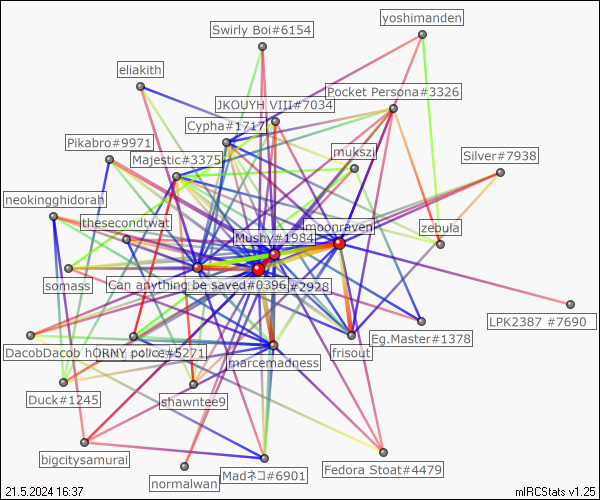 yoshimanden
Swirly Boi#6154
eliakith
Pocket Persona#3326
JKOUYH VIII#7034
Cypha#1717
Pikabro#9971
mukszi
Silver#7938
Majestic#3375
neokingghidorah
thesecondtwat
moonraven
zebula
Mushy#1984
somass
Can anything be saved#0396
#2928
LPK2387 #7690
Eg.Master#1378
DacobDacob
hORNY police#5271
frisout
marcemadness
Duck#1245
shawntee9
bigcitysamurai
Madネコ#6901
Fedora Stoat#4479
normalwan
21.5.2024 16:37
mIRCStats v1.25